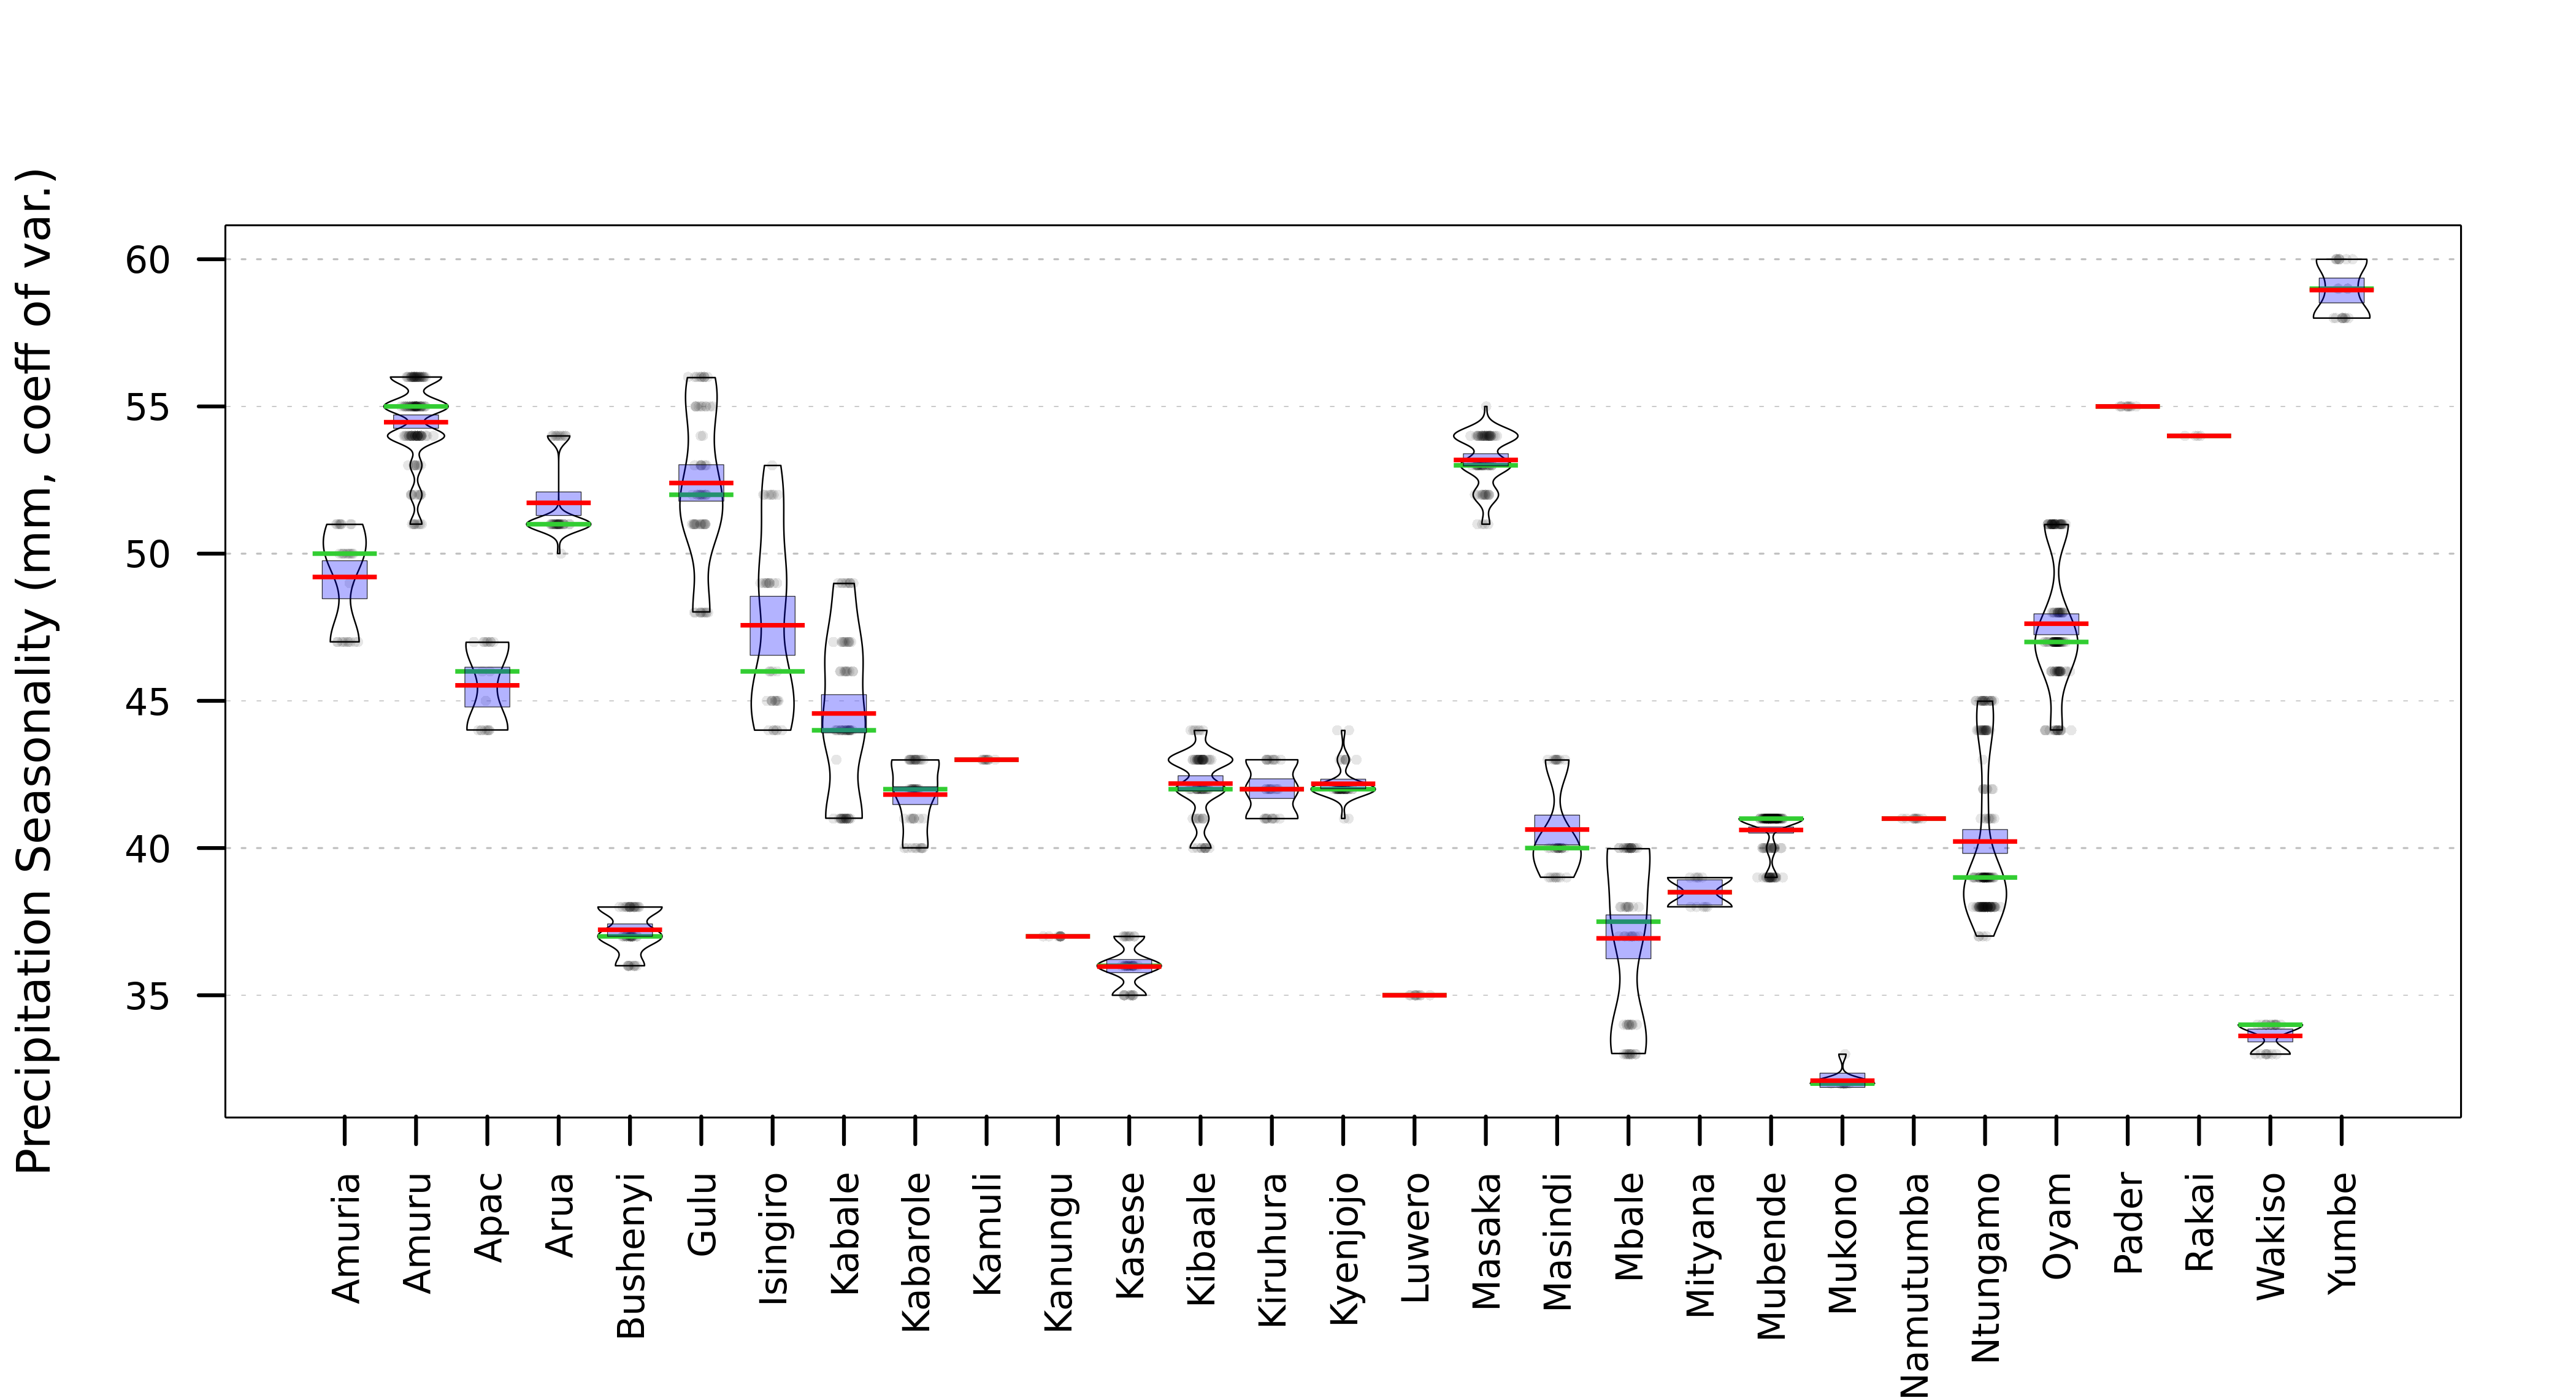 Precipitation Seasonality (mm, coeff of var.)
60
55
50
45
40
35
Amuria
Amuru
Apac
Arua
Bushenyi
Gulu
Isingiro
Kabale
Kabarole
Kamuli
Kanungu
Kasese
Kibaale
Kiruhura
Kyenjojo
Luwero
Masaka
Masindi
Mbale
Mityana
Mubende
Mukono
Namutumba
Ntungamo
Oyam
Pader
Rakai
Wakiso
Yumbe